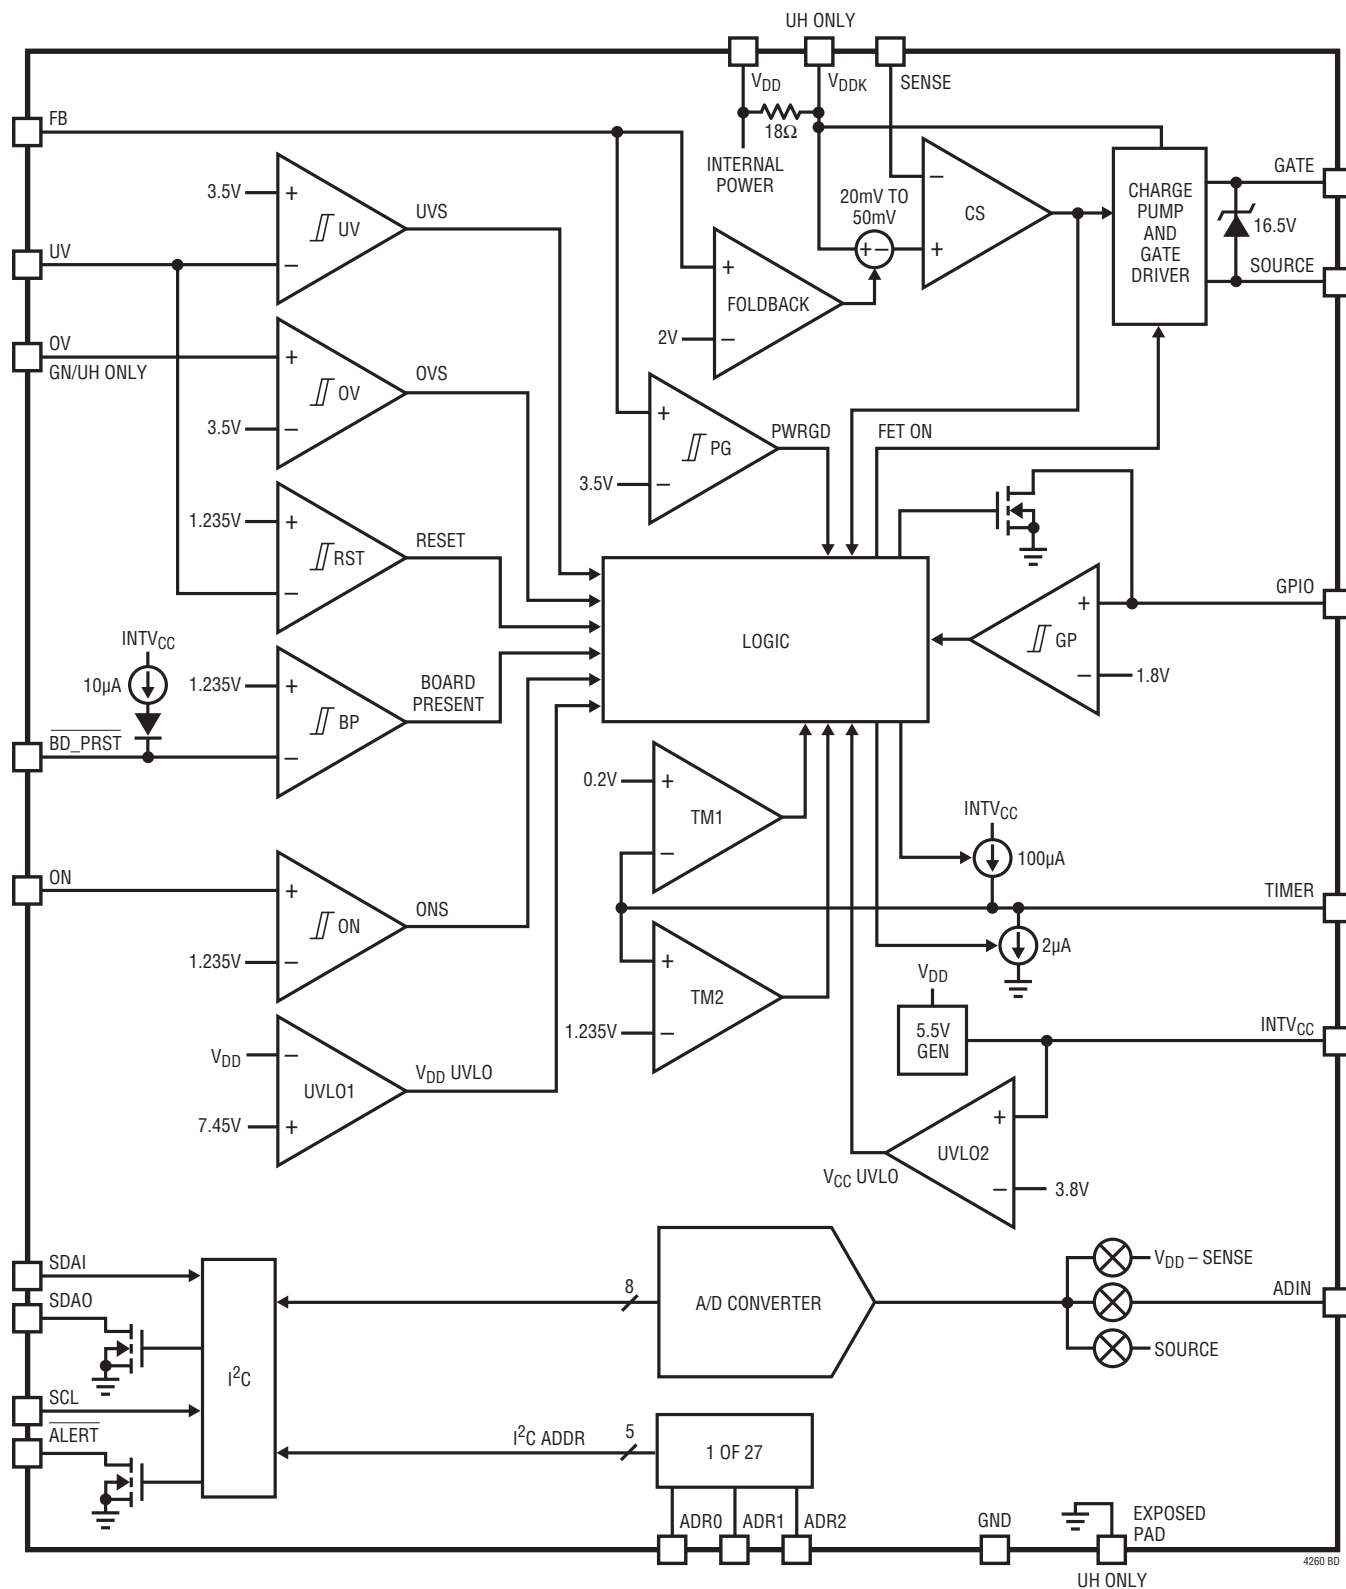 UH ONLY
VDD
VDDK
SENSE
FB
18Ω
INTERNAL
POWER
GATE
3.5V
+
UV
UVS
20mV TO
50mV
–
CS
CHARGE
PUMP
AND
GATE
DRIVER
16.5V
UV
–
+ –
+
SOURCE
+
FOLDBACK
2V
–
OV
GN/UH ONLY
+
OV
OVS
3.5V
–
+
PG
PWRGD
FET ON
3.5V
–
1.235V
+
RST
RESET
–
LOGIC
GPIO
+
GP
–
1.8V
INTVCC
10µA
1.235V
+
BP
BOARD
PRESENT
BD_PRST
–
0.2V
+
TM1
–
INTVCC
100µA
ON
+
ON
ONS
TIMER
1.235V
–
+
TM2
2µA
VDD
1.235V
–
5.5V
GEN
INTVCC
VDD
–
UVLO1
VDD UVLO
7.45V
+
+
UVLO2
VCC UVLO
–
3.8V
SDAI
SDAO
I2C
8
A/D CONVERTER
VDD – SENSE
ADIN
SOURCE
SCL
ALERT
I2C ADDR
5
1 OF 27
ADR0
ADR1
ADR2
GND
EXPOSED
PAD
4260 BD
UH ONLY